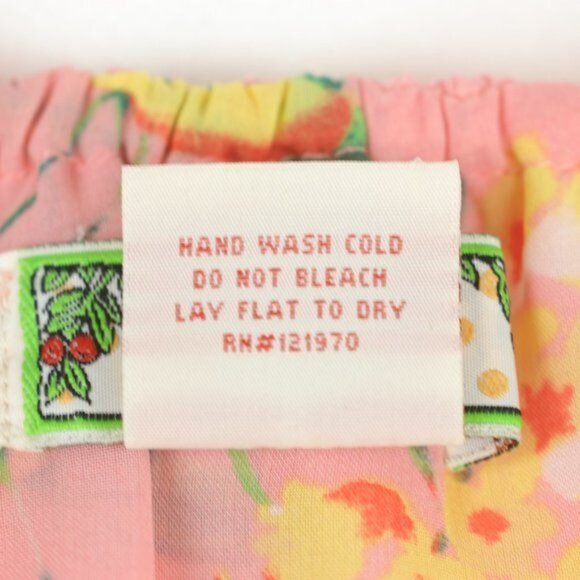 HAND WASH COLD
DO NOT BLEACH
LAY FLAT TO DRY
RN#121970